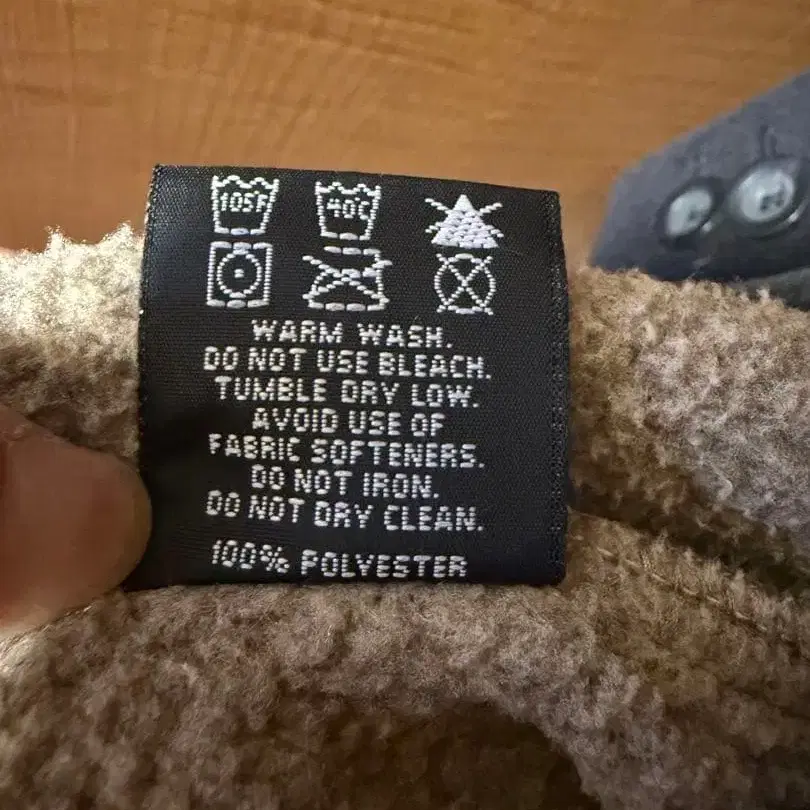 105F 40C
WARM WASH.
DO NOT USE BLEACH.
TUMBLE DRY LOW.
AVOID USE OF
FABRIC SOFTENERS.
DO NOT IRON.
DO NOT DRY CLEAN.
100% POLYESTER